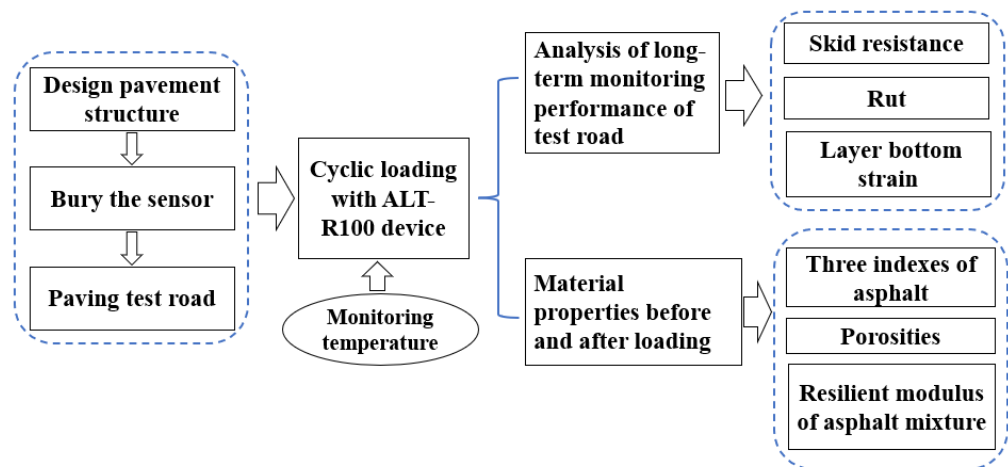 Design pavement
structure
Bury the sensor
Paving test road
Cyclic loading
with ALT-
R100 device
Monitoring
temperature
Analysis of long-
term monitoring
performance of
test road
Skid resistance
Rut
Layer bottom
strain
Material
properties before
and after loading
Three indexes of
asphalt
Porosities
Resilient modulus
of asphalt mixture